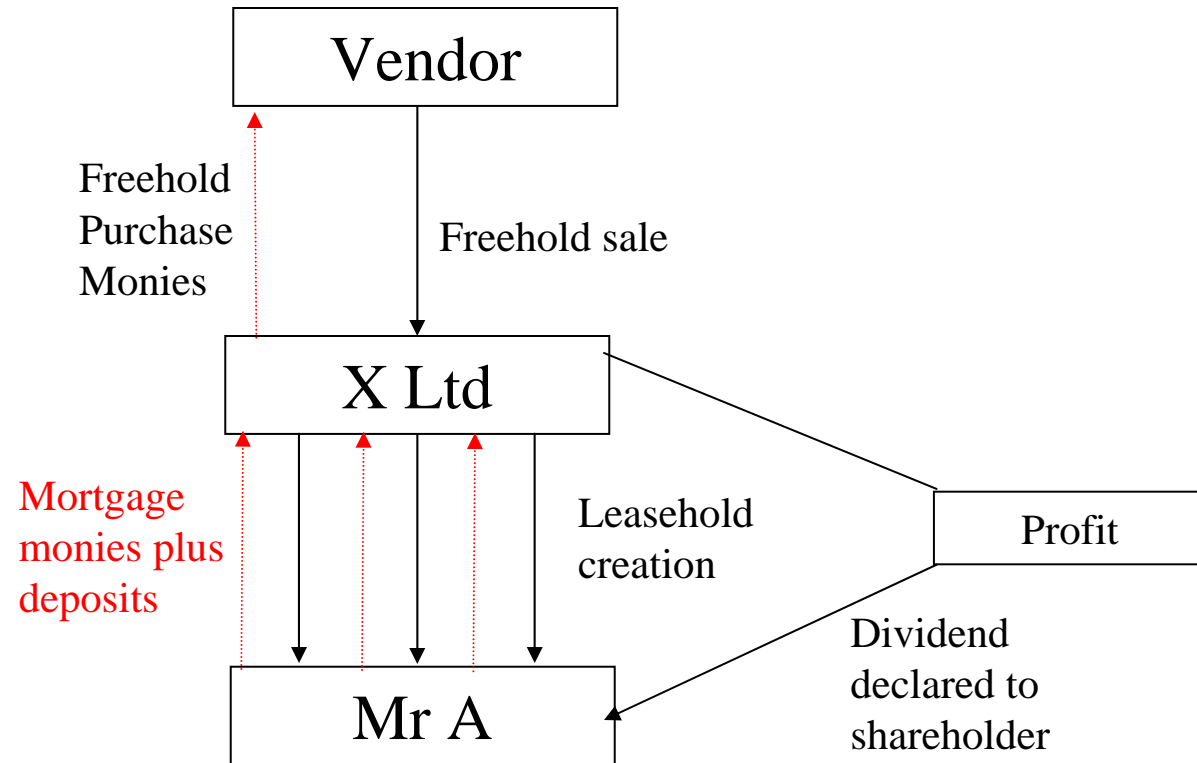 Vendor
Freehold
Purchase
Monies
Freehold sale
X Ltd
Mortgage
monies plus
deposits
Leasehold
creation
Profit
Dividend
declared to
shareholder
Mr A